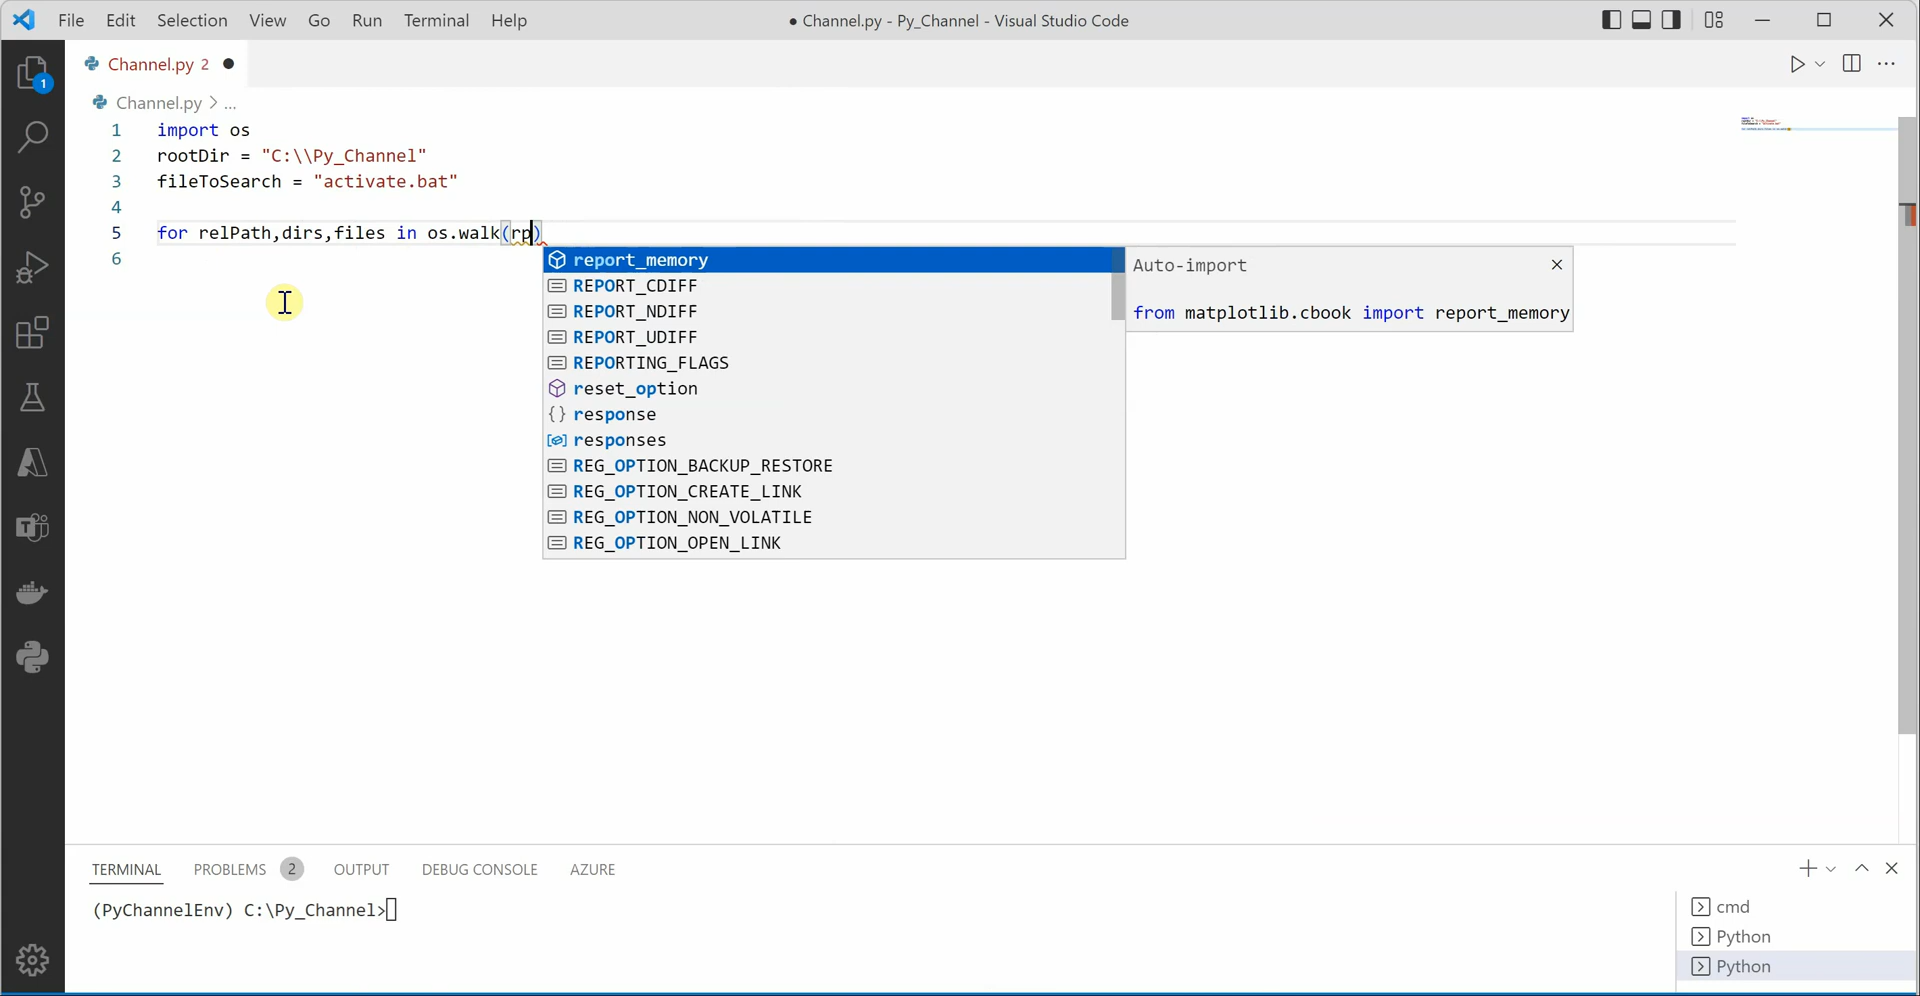 File Edit Selection View Go Run Terminal Help
● Channel.py - Py_Channel - Visual Studio Code
Channel.py 2 ●
1
Channel.py > ...
1 import os
2 rootDir = "C:\\Py_Channel"
3 fileToSearch = "activate.bat"
4
5 for relPath,dirs,files in os.walk(rp)
6
report_memory
REPORT_CDIFF
REPORT_NDIFF
REPORT_UDIFF
REPORTING_FLAGS
reset_option
response
responses
REG_OPTION_BACKUP_RESTORE
REG_OPTION_CREATE_LINK
REG_OPTION_NON_VOLATILE
REG_OPTION_OPEN_LINK
Auto-import
from matplotlib.cbook import report_memory
TERMINAL PROBLEMS 2 OUTPUT DEBUG CONSOLE AZURE
(PyChannelEnv) C:\Py_Channel>
cmd
Python
Python